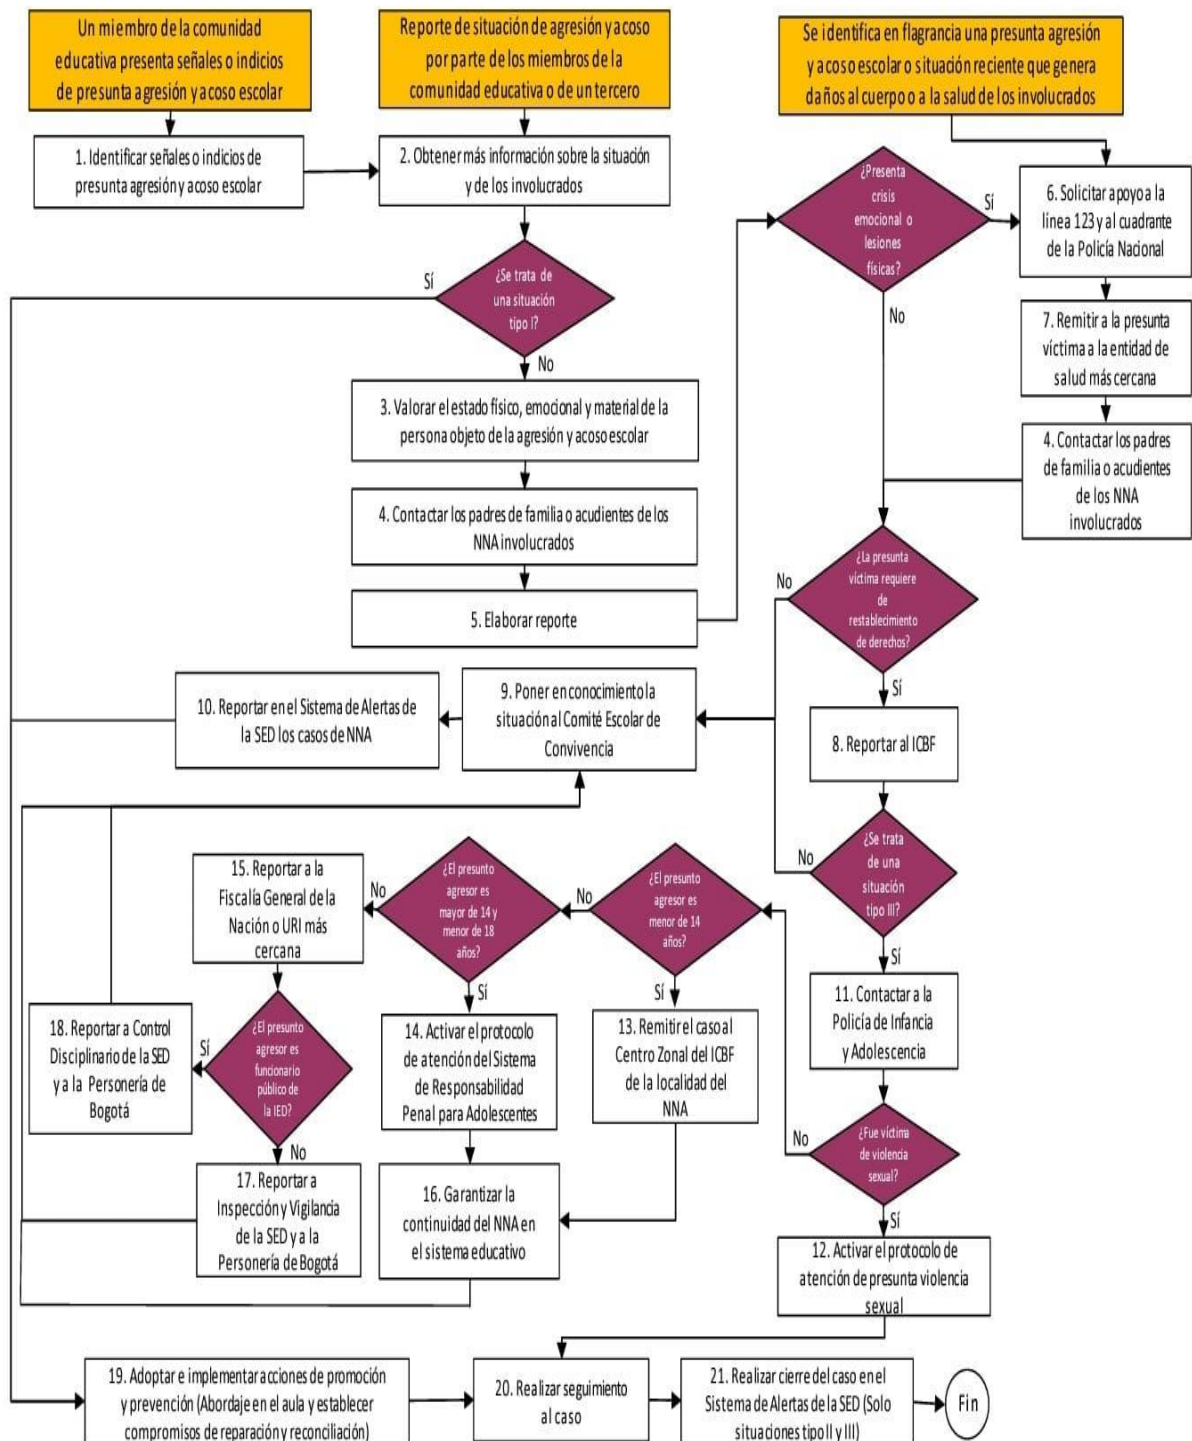 Un miembro de la comunidad
educativa presenta señales o indicios
de presunta agresión y acoso escolar
Reporte de situación de agresión y acoso
por parte de los miembros de la
comunidad educativa o de un tercero
Se identifica en flagrancia una presunta agresión
y acoso escolar o situación reciente que genera
daños al cuerpo o a la salud de los involucrados
1. Identificar señales o indicios de
presunta agresión y acoso escolar
2. Obtener más información sobre la situación
y de los involucrados
¿Presenta
crisis
emocional o
lesiones
físicas?
Sí
No
6. Solicitar apoyo a la
línea 123 y al cuadrante
de la Policía Nacional
¿Se trata de
una situación
tipo I?
Sí
No
7. Remitir a la presunta
víctima a la entidad de
salud más cercana
3. Valorar el estado físico, emocional y material de la
persona objeto de la agresión y acoso escolar
4. Contactar los padres
de familia o acudientes
de los NNA
involucrados
4. Contactar los padres de familia o acudientes de los
NNA involucrados
5. Elaborar reporte
¿La presunta
víctima requiere
de
restablecimiento
de derechos?
No
Sí
10. Reportar en el Sistema de Alertas de
la SED los casos de NNA
9. Poner en conocimiento la
situación al Comité Escolar de
Convivencia
8. Reportar al ICBF
¿Se trata
de una
situación
tipo III?
No
Sí
15. Reportar a la
Fiscalía General de la
Nación o URI más
cercana
No
¿El presunto
agresor es
mayor de 14 y
menor de 18
años?
Sí
No
¿El presunto
agresor es
menor de 14
años?
Sí
11. Contactar a la
Policía de Infancia
y Adolescencia
18. Reportar a Control
Disciplinario de la SED
y a la Personería de
Bogotá
Sí
¿El presunto
agresor es
funcionario
público de
la IED?
No
14. Activar el protocolo
de atención del Sistema
de Responsabilidad
Penal para Adolescentes
13. Remitir el caso al
Centro Zonal del ICBF
de la localidad del
NNA
No
¿Fue víctima
de violencia
sexual?
Sí
17. Reportar a
Inspección y Vigilancia
de la SED y a la
Personería de Bogotá
16. Garantizar la
continuidad del NNA en
el sistema educativo
12. Activar el protocolo de
atención de presunta violencia
sexual
19. Adoptar e implementar acciones de promoción
y prevención (Abordaje en el aula y establecer
compromisos de reparación y reconciliación)
20. Realizar seguimiento
al caso
21. Realizar cierre del caso en el
Sistema de Alertas de la SED (Solo
situaciones tipo II y III)
Fin